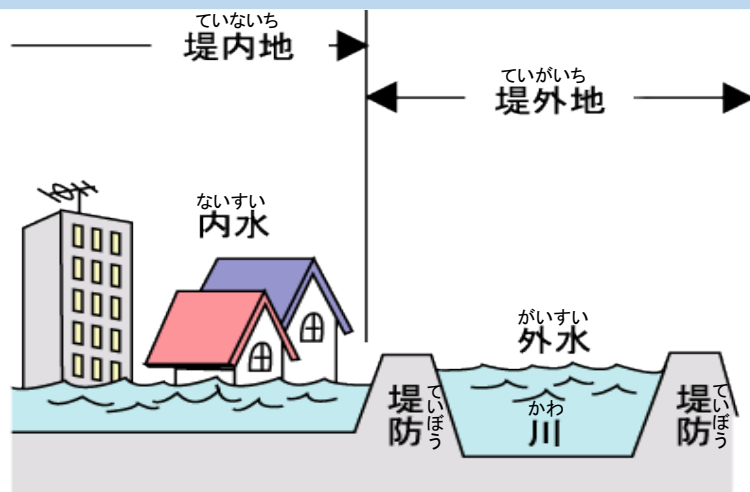 ていないち
堤内地
ていがいち
堤外地
ないすい
内水
がいすい
外水
堤防
ていぼう
かわ
川
堤防
ていぼう